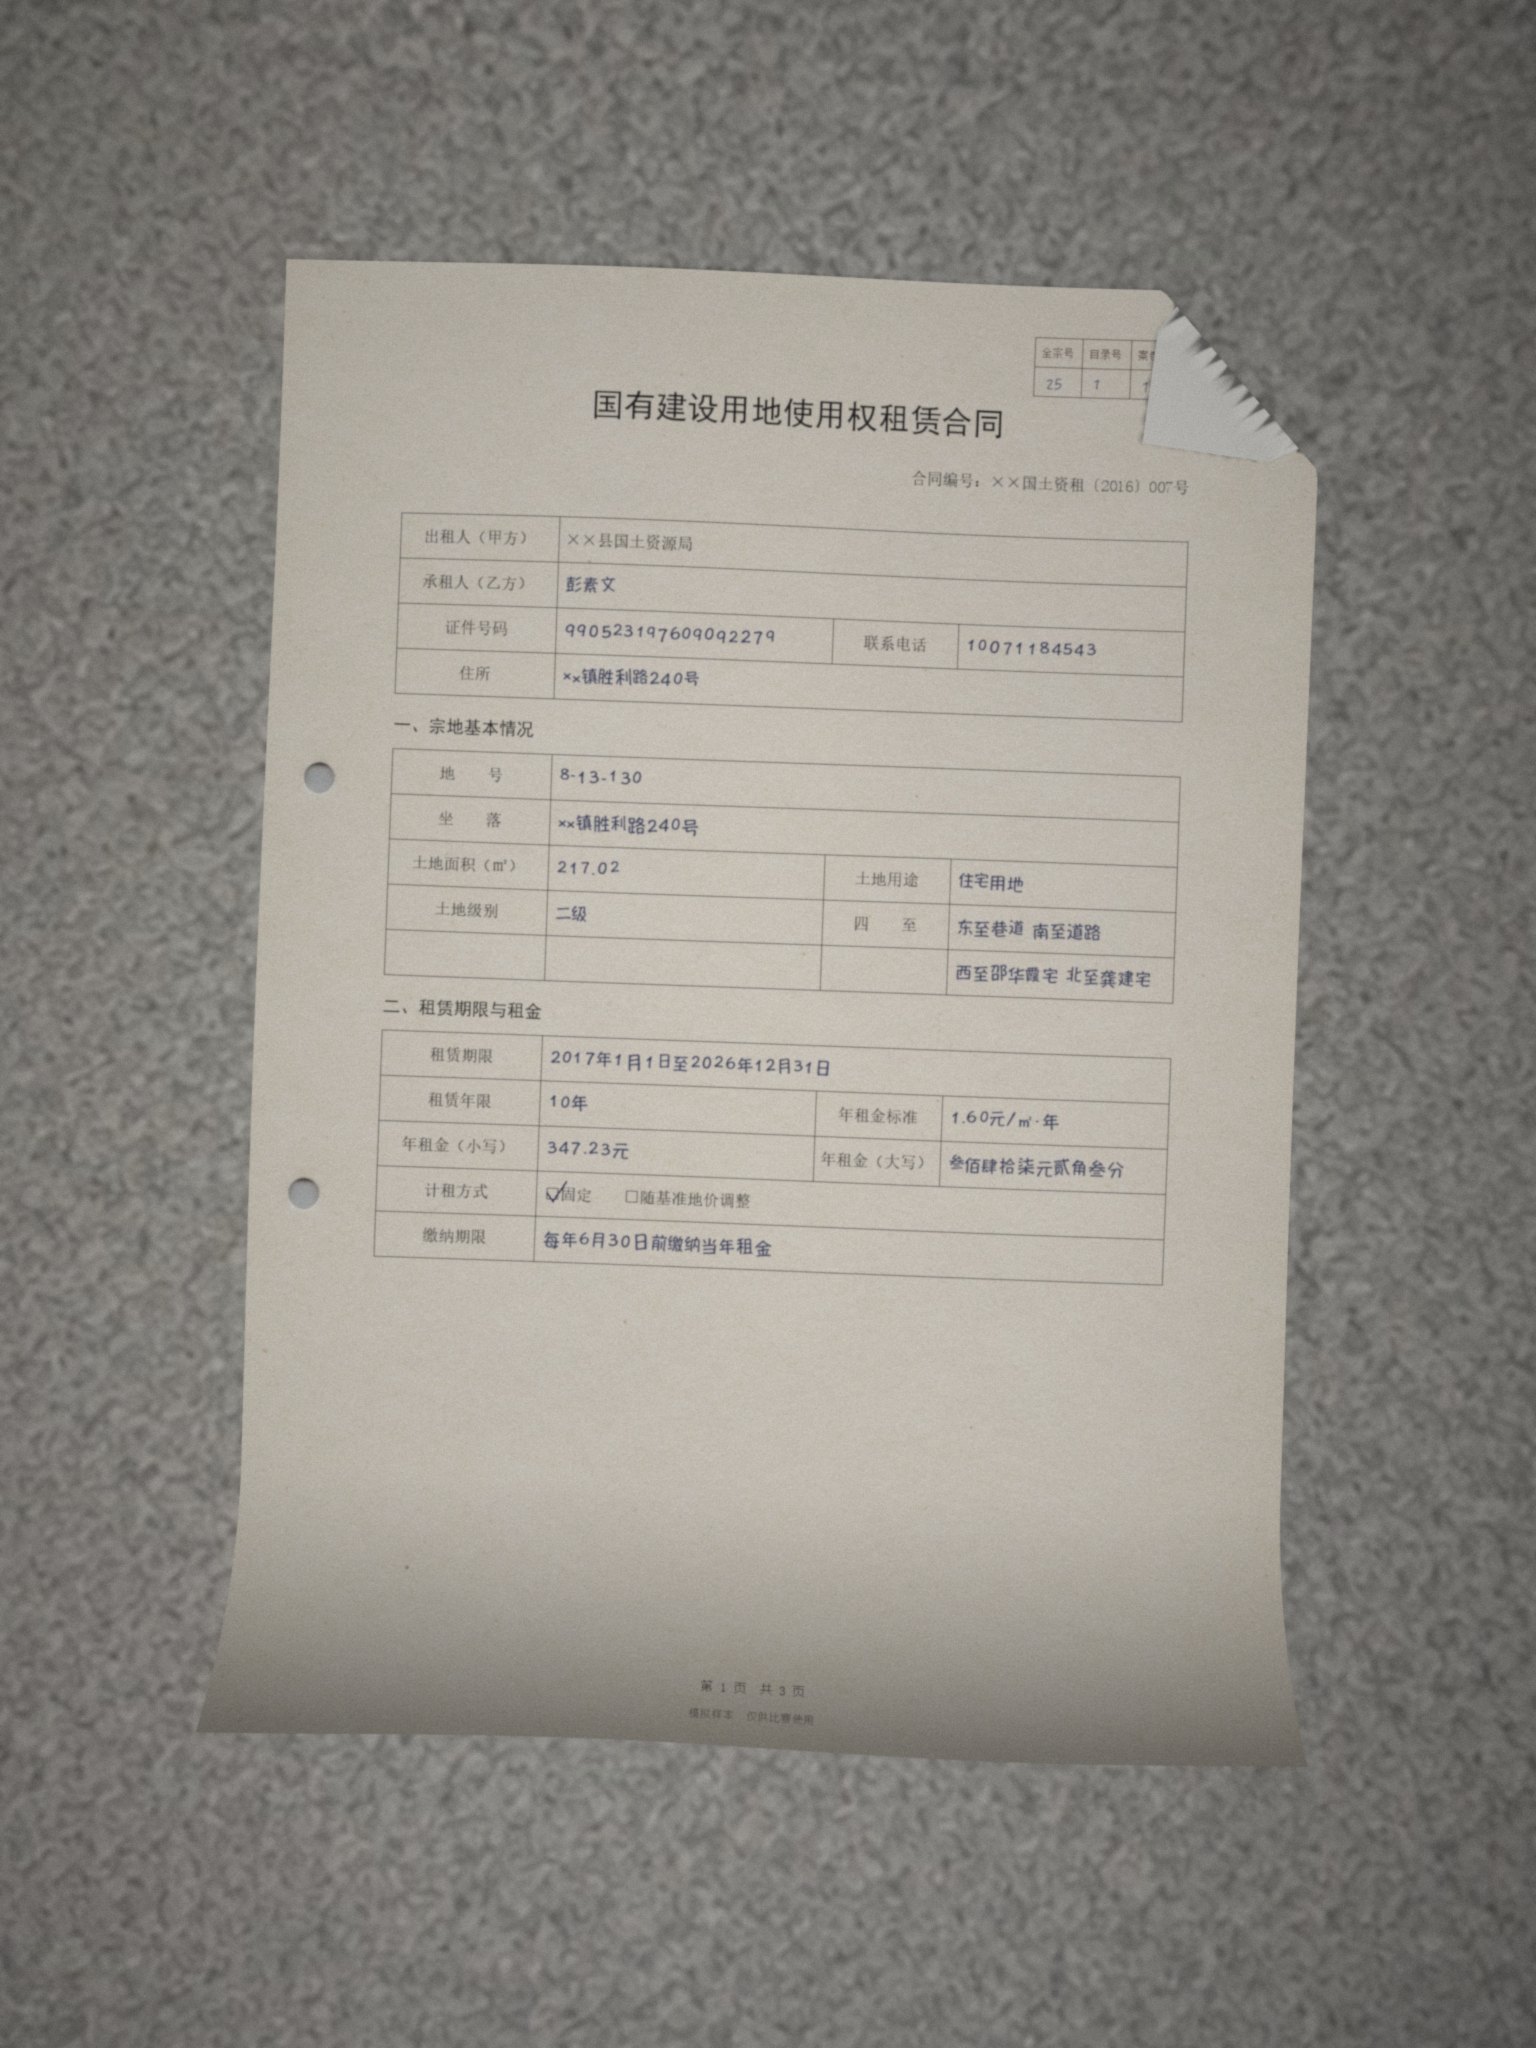 全宗号 目录号 案
25 1 1
国有建设用地使用权租赁合同
合同编号：××国土资租〔2016〕007号
出租人（甲方） ××县国土资源局
承租人（乙方） 彭素文
证件号码 990523197609092279 联系电话 10071184543
住所 ××镇胜利路240号
一、宗地基本情况
地 号 8-13-130
坐 落 ××镇胜利路240号
土地面积（㎡） 217.02 土地用途 住宅用地
土地级别 二级 四 至 东至巷道 南至道路
西至邵华霞宅 北至龚建宅
二、租赁期限与租金
租赁期限 2017年1月1日至2026年12月31日
租赁年限 10年 年租金标准 1.60元/㎡·年
年租金（小写） 347.23元 年租金（大写） 叁佰肆拾柒元贰角叁分
计租方式 ☑固定 □随基准地价调整
缴纳期限 每年6月30日前缴纳当年租金
第 1 页 共 3 页
模拟样本 仅供比赛使用